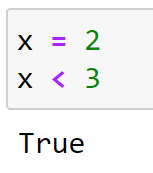 x = 2
x < 3
True